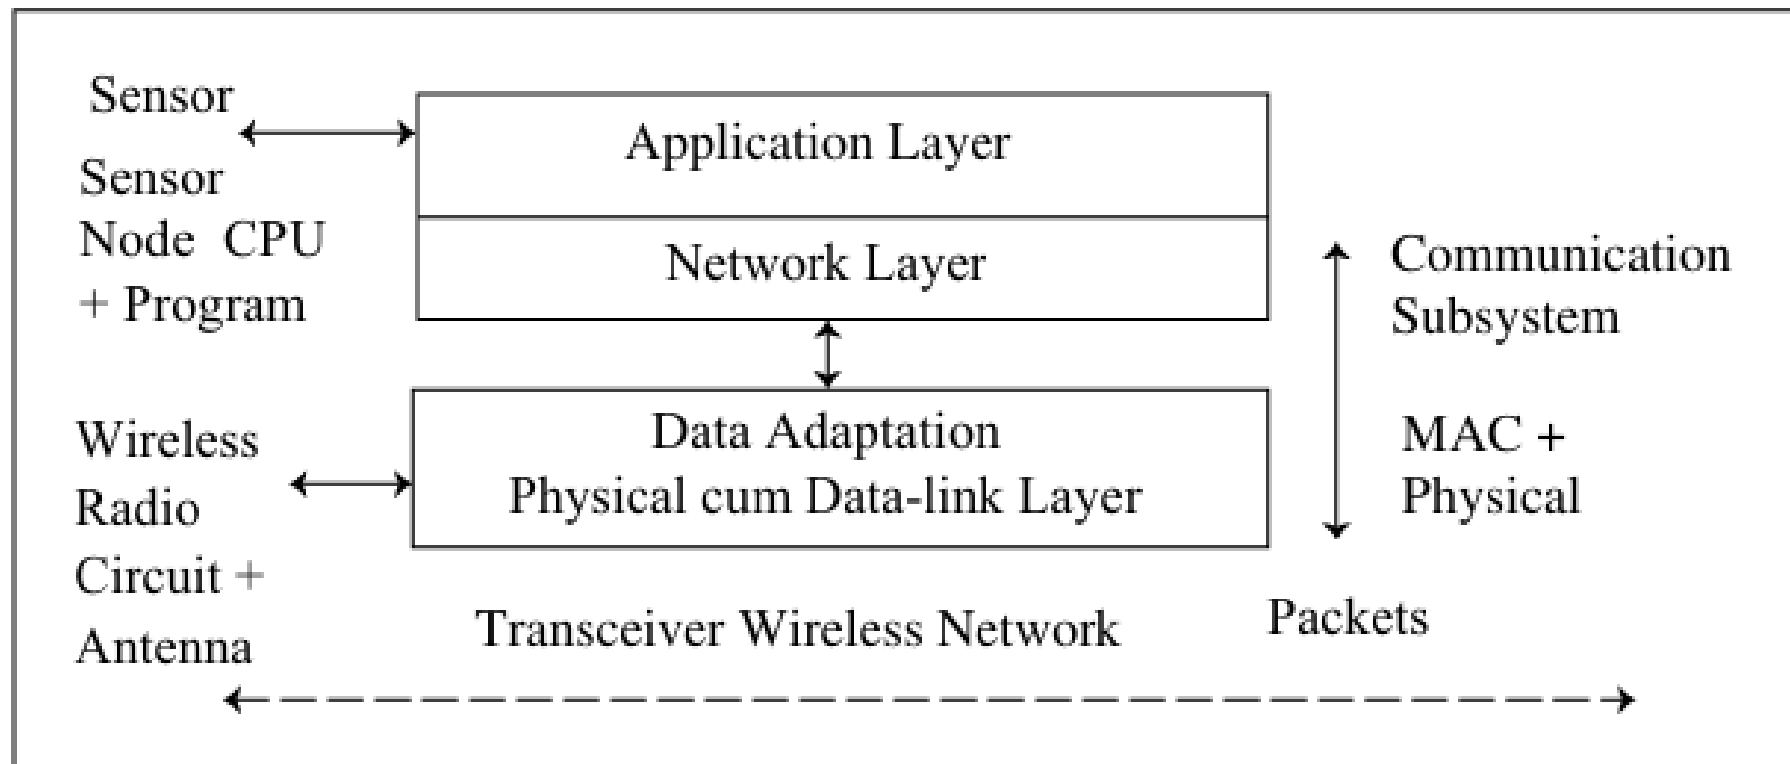 Sensor
Sensor
Node CPU
+ Program
Wireless
Radio
Circuit +
Antenna
Application Layer
Network Layer
Data Adaptation
Physical cum Data-link Layer
Transceiver Wireless Network
Communication
Subsystem
MAC +
Physical
Packets